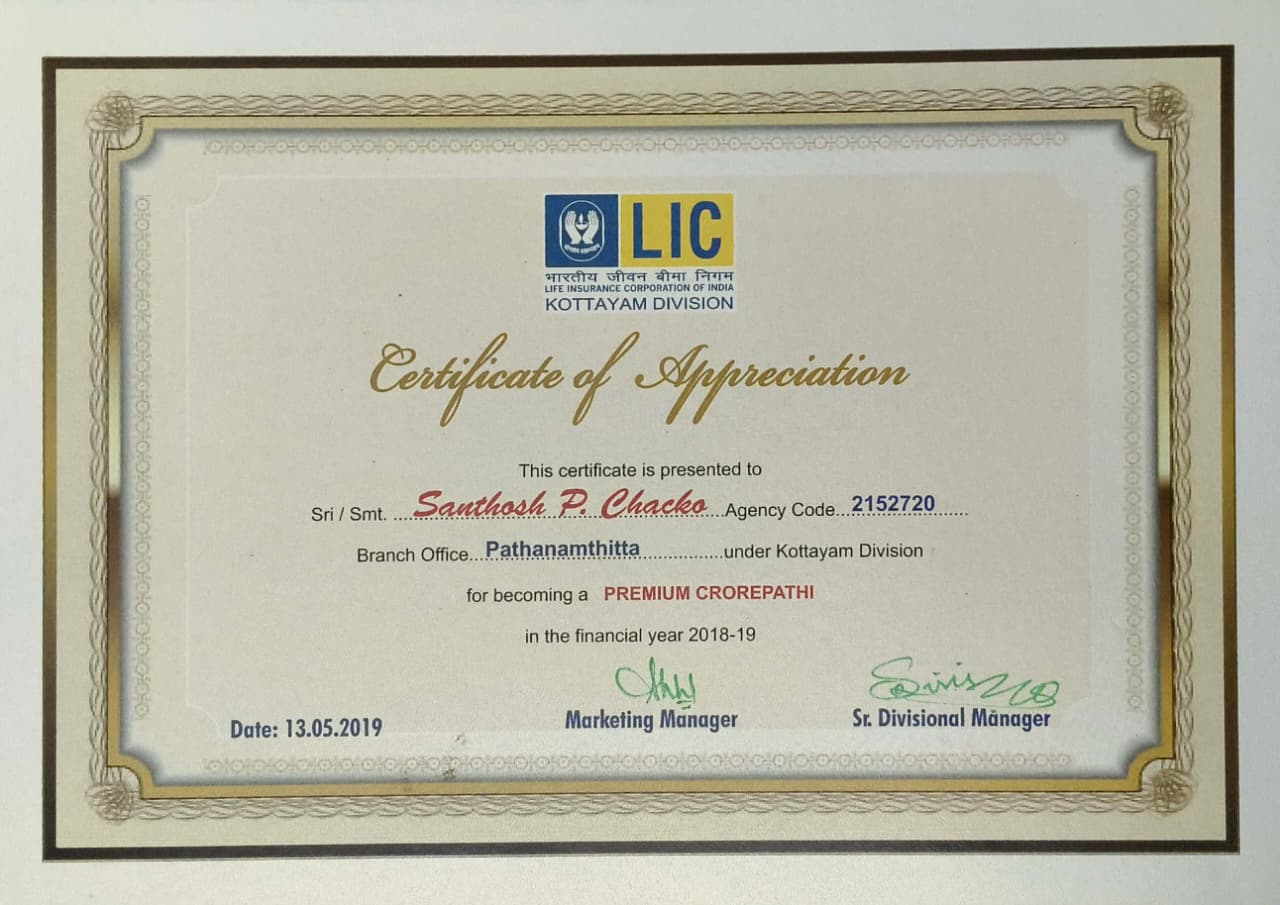 LIC
भारतीय जीवन बीमा निगम
LIFE INSURANCE CORPORATION OF INDIA
KOTTAYAM DIVISION
Certificate of Appreciation
This certificate is presented to
Sri / Smt. ....Santhosh P. Chacko...Agency Code...2152720......
Branch Office...Pathanamthitta...............under Kottayam Division
for becoming a PREMIUM CROREPATHI
in the financial year 2018-19
Date: 13.05.2019
Marketing Manager
Sr. Divisional Manager